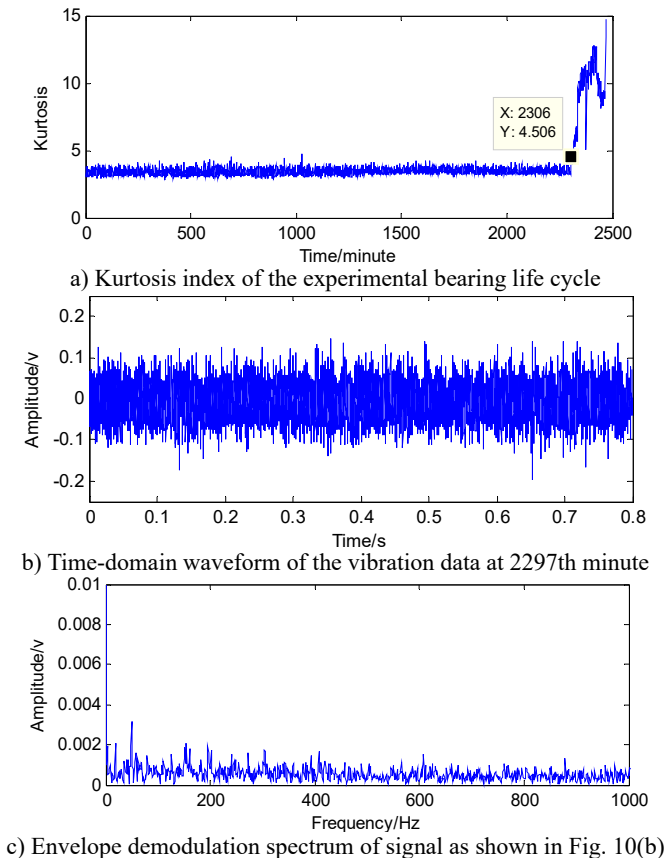 15
10
5
0
Kurtosis
X: 2306
Y: 4.506
0 500 1000 1500 2000 2500
Time/minute
a) Kurtosis index of the experimental bearing life cycle
0.2
0.1
0
-0.1
-0.2
Amplitude/v
0 0.1 0.2 0.3 0.4 0.5 0.6 0.7 0.8
Time/s
b) Time-domain waveform of the vibration data at 2297th minute
0.01
0.008
0.006
0.004
0.002
0
Amplitude/v
0 200 400 600 800 1000
Frequency/Hz
c) Envelope demodulation spectrum of signal as shown in Fig. 10(b)